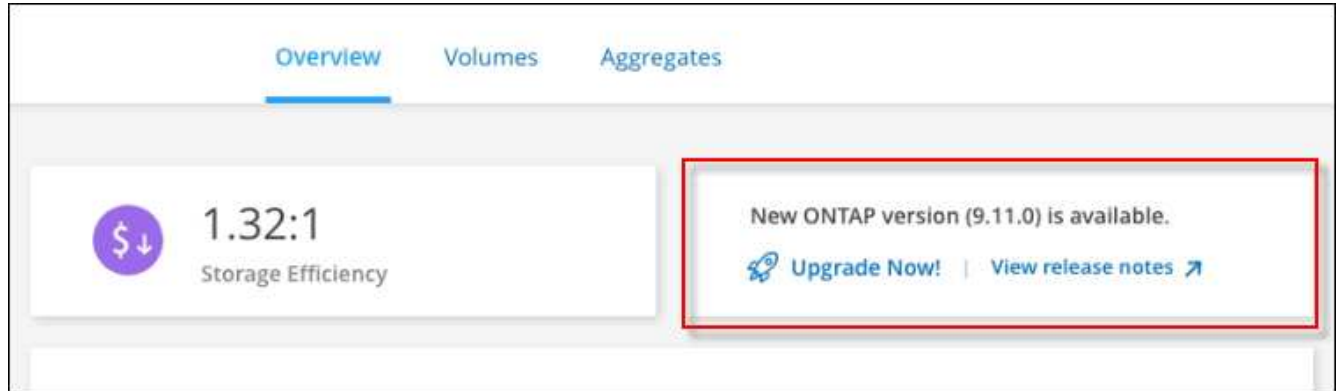 Overview Volumes Aggregates
1.32:1
Storage Efficiency
New ONTAP version (9.11.0) is available.
Upgrade Now! | View release notes